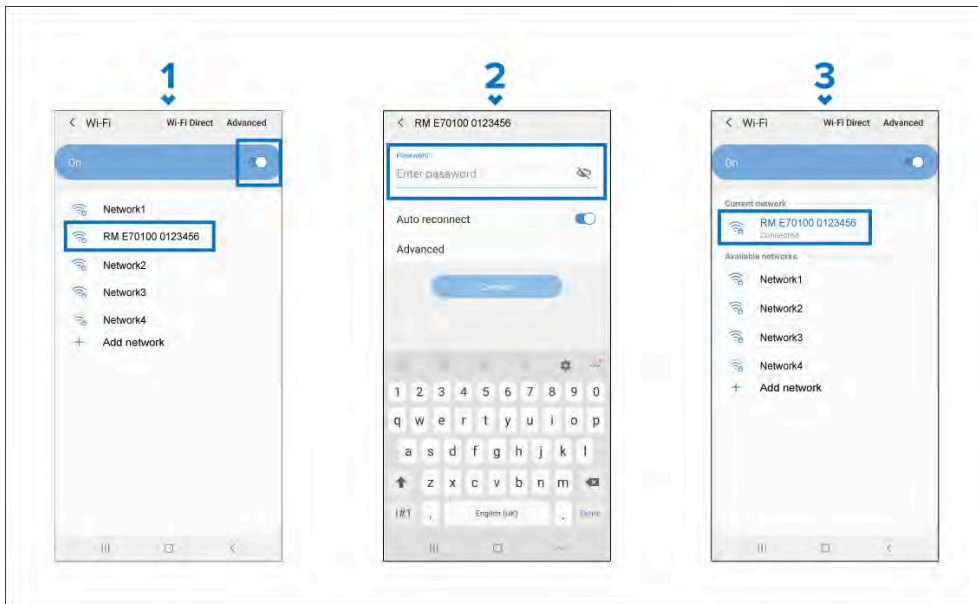 1
< Wi-Fi Wi-Fi Direct Advanced
On
Network1
RM E70100 0123456
Network2
Network3
Network4
+ Add network
2
< RM E70100 0123456
Password
Enter password
Auto reconnect
Advanced
Connect
1 2 3 4 5 6 7 8 9 0
q w e r t y u i o p
a s d f g h j k l
z x c v b n m
!#1 , English (UK) . Done
3
< Wi-Fi Wi-Fi Direct Advanced
On
Current network
RM E70100 0123456
Connected
Available networks
Network1
Network2
Network3
Network4
+ Add network